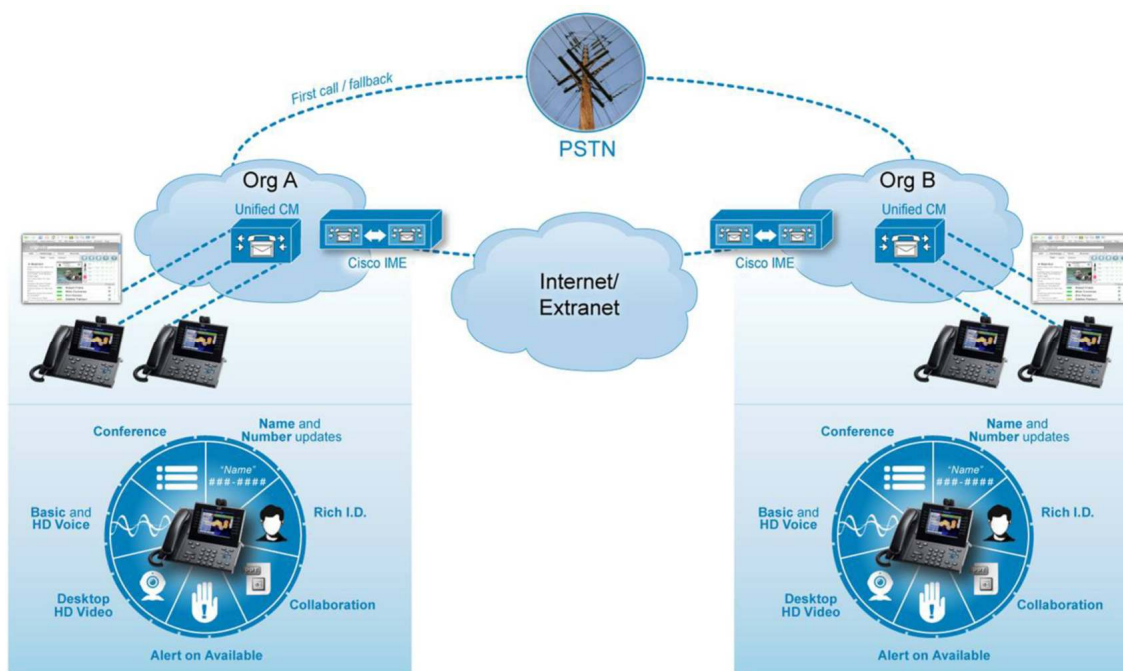 First call / fallback
PSTN
Org A
Unified CM
Cisco IME
Internet/
Extranet
Org B
Unified CM
Cisco IME
Conference
Name and
Number updates
"Name"
###-####
Basic and
HD Voice
Rich I.D.
Desktop
HD Video
Collaboration
Alert on Available
Conference
Name and
Number updates
"Name"
###-####
Basic and
HD Voice
Rich I.D.
Desktop
HD Video
Collaboration
Alert on Available